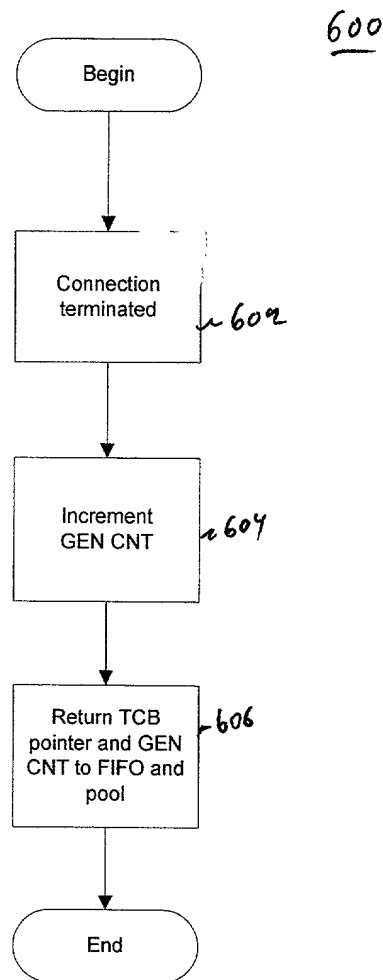 600
Begin
Connection
terminated
602
Increment
GEN CNT
604
Return TCB
pointer and GEN
CNT to FIFO and
pool
606
End